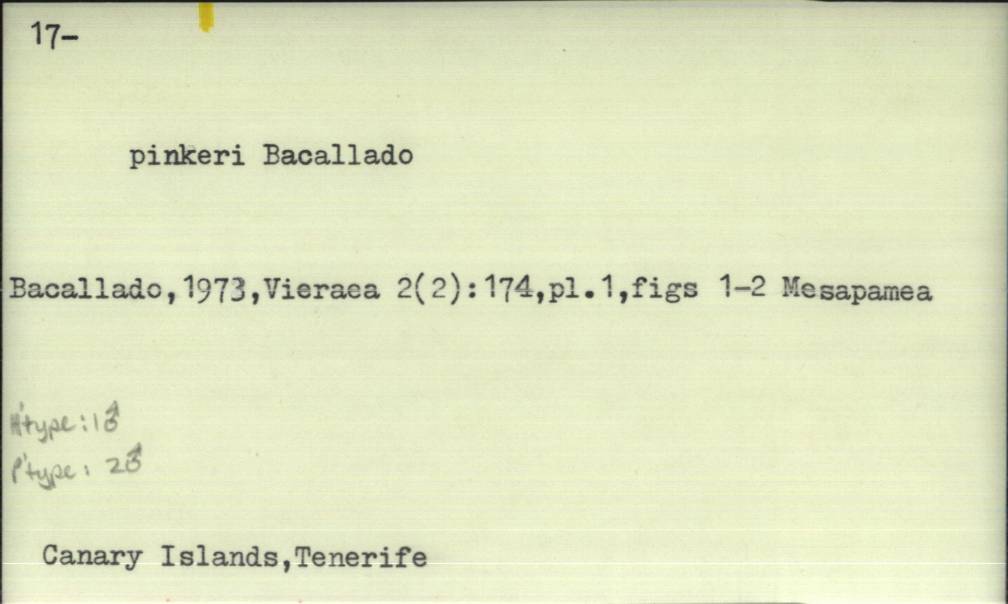 17-
pinkeri Bacallado
Bacallado,1973,Vieraea 2(2):174,pl.1,figs 1-2 Mesapamea
H'type:1♂
P'type: 2♂
Canary Islands,Tenerife